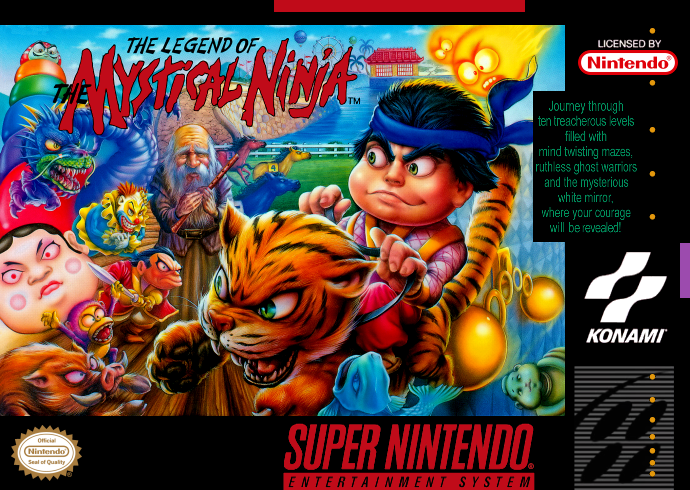 THE LEGEND OF
THE MYSTICAL NINJA™
LICENSED BY
Nintendo®
Journey through
ten treacherous levels
filled with
mind twisting mazes,
ruthless ghost warriors
and the mysterious
white mirror,
where your courage
will be revealed!
KONAMI®
Official
Nintendo®
Seal of Quality
SUPER NINTENDO®
ENTERTAINMENT SYSTEM